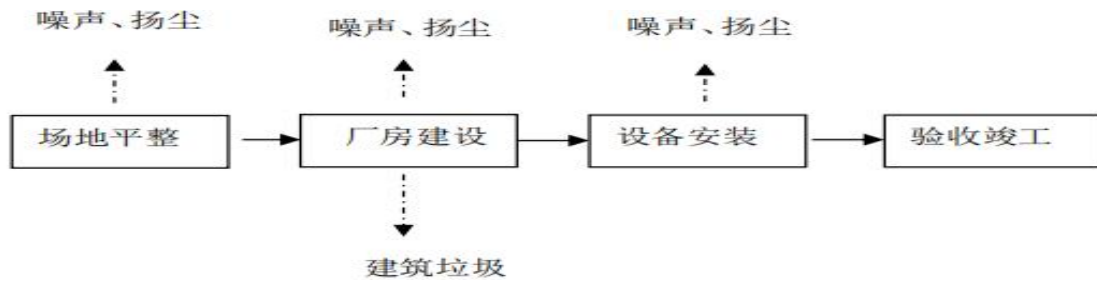 噪声、扬尘
噪声、扬尘
噪声、扬尘
场地平整
厂房建设
设备安装
验收竣工
建筑垃圾